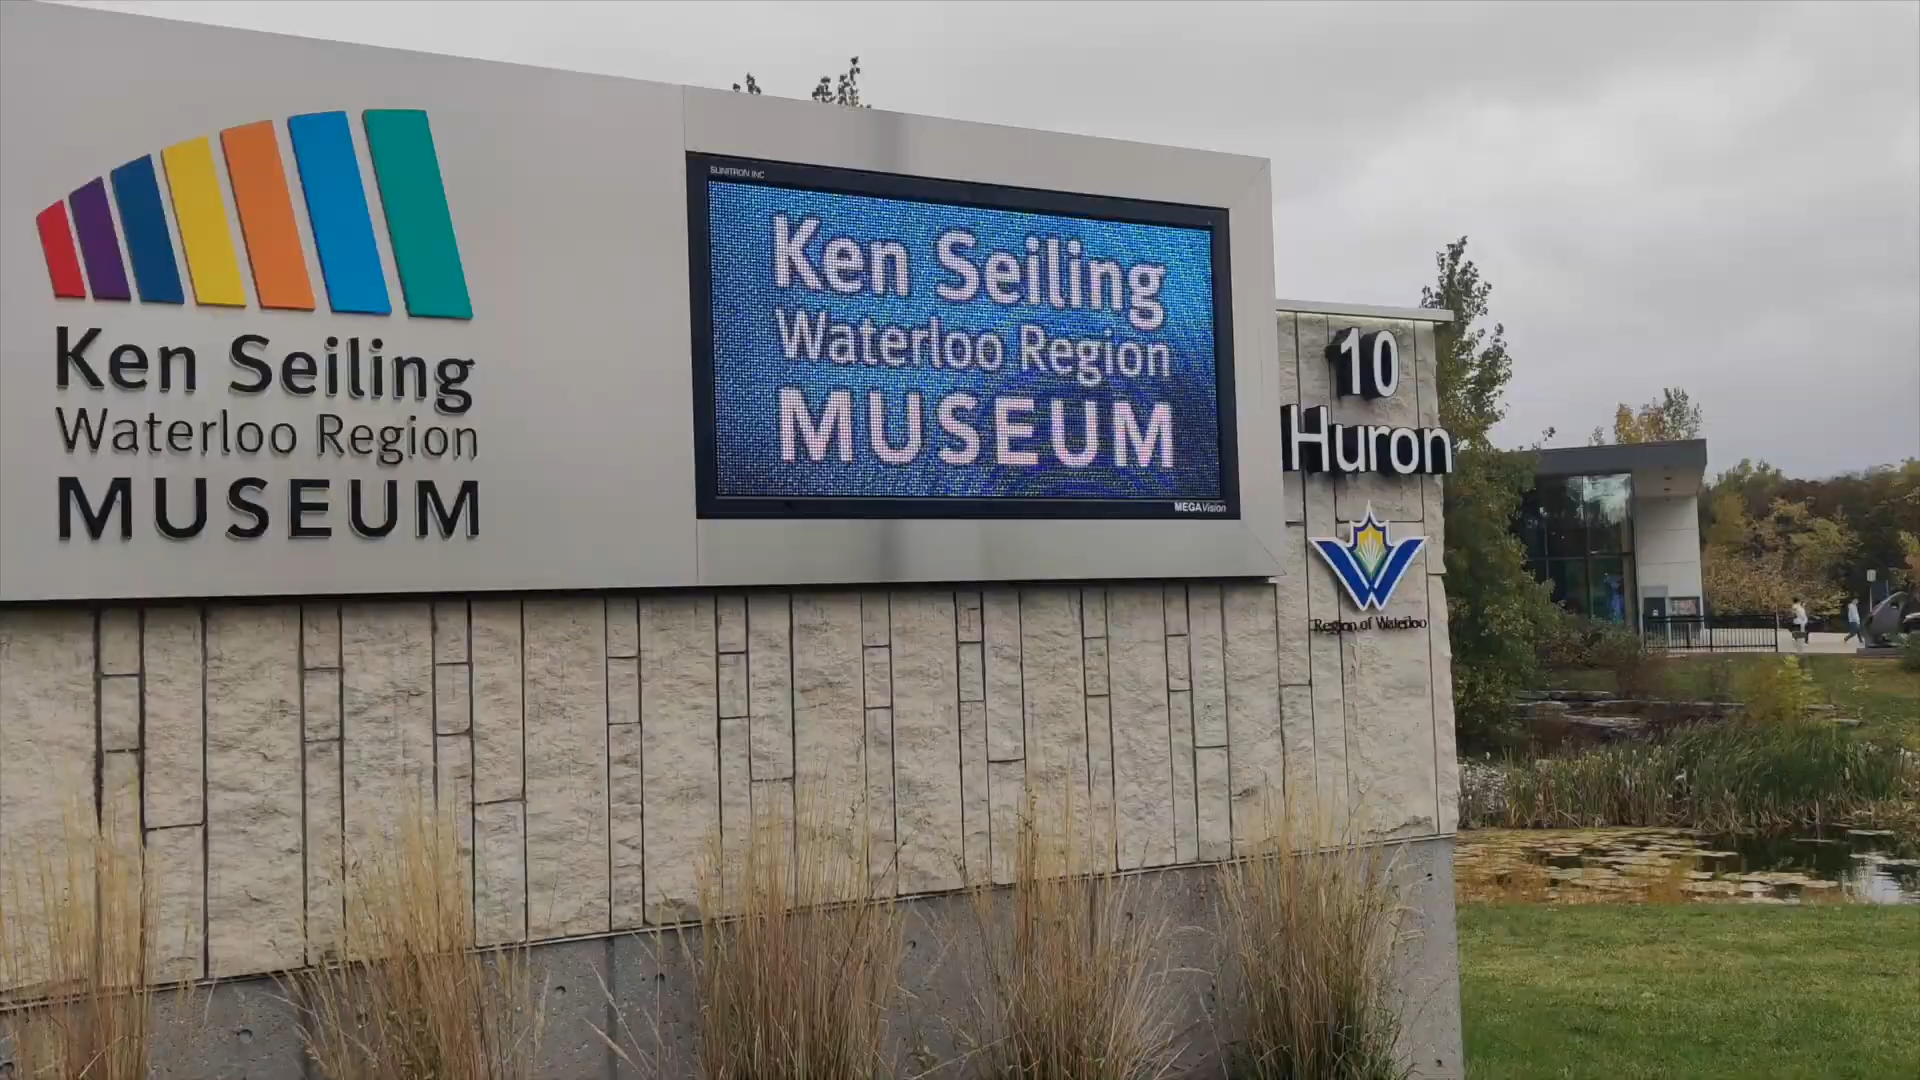 Ken Seiling
Waterloo Region
MUSEUM
SUNITRON INC
Ken Seiling
Waterloo Region
MUSEUM
MEGAVision
10
Huron
Region of Waterloo